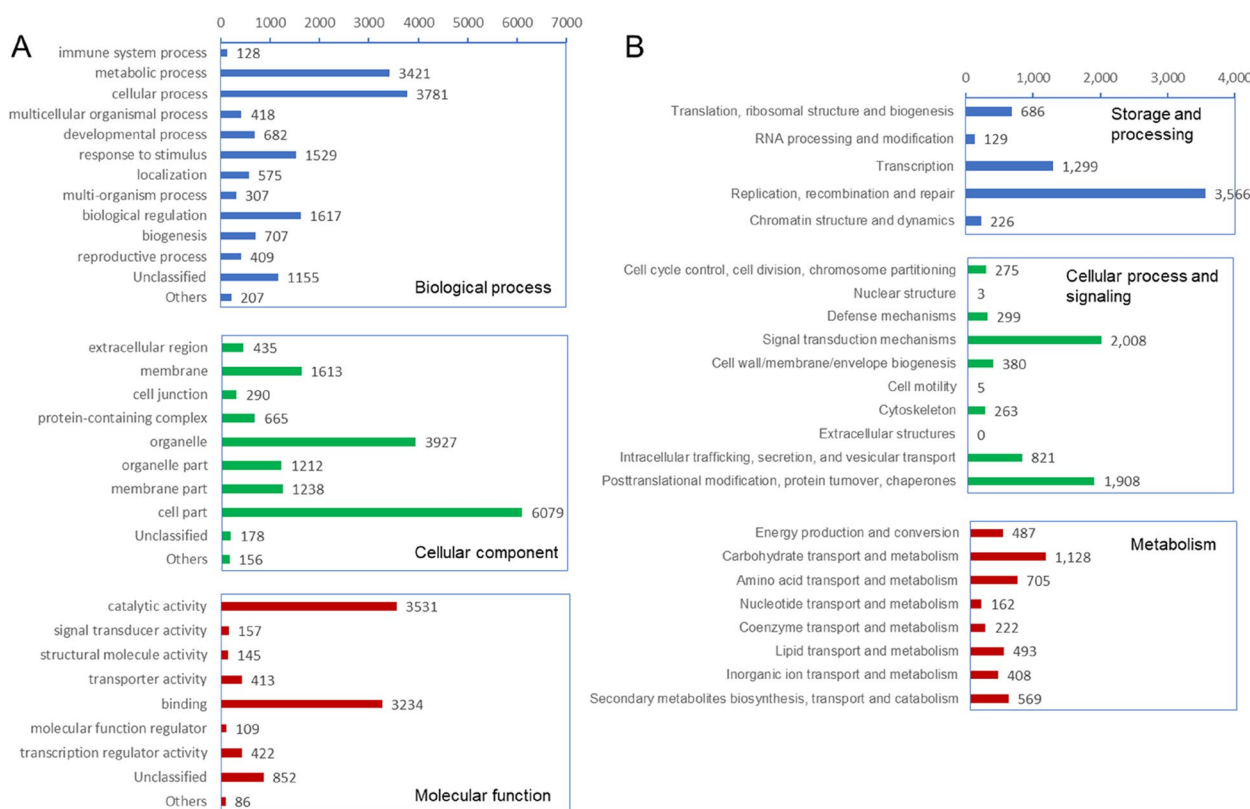 A
0 1000 2000 3000 4000 5000 6000 7000
immune system process 128
metabolic process 3421
cellular process 3781
multicellular organismal process 418
developmental process 682
response to stimulus 1529
localization 575
multi-organism process 307
biological regulation 1617
biogenesis 707
reproductive process 409
Unclassified 1155
Others 207
Biological process
extracellular region 435
membrane 1613
cell junction 290
protein-containing complex 665
organelle 3927
organelle part 1212
membrane part 1238
cell part 6079
Unclassified 178
Others 156
Cellular component
catalytic activity 3531
signal transducer activity 157
structural molecule activity 145
transporter activity 413
binding 3234
molecular function regulator 109
transcription regulator activity 422
Unclassified 852
Others 86
Molecular function
B
0 1,000 2,000 3,000 4,000
Translation, ribosomal structure and biogenesis 686
RNA processing and modification 129
Transcription 1,299
Replication, recombination and repair 3,566
Chromatin structure and dynamics 226
Storage and
processing
Cell cycle control, cell division, chromosome partitioning 275
Nuclear structure 3
Defense mechanisms 299
Signal transduction mechanisms 2,008
Cell wall/membrane/envelope biogenesis 380
Cell motility 5
Cytoskeleton 263
Extracellular structures 0
Intracellular trafficking, secretion, and vesicular transport 821
Posttranslational modification, protein turnover, chaperones 1,908
Cellular process and
signaling
Energy production and conversion 487
Carbohydrate transport and metabolism 1,128
Amino acid transport and metabolism 705
Nucleotide transport and metabolism 162
Coenzyme transport and metabolism 222
Lipid transport and metabolism 493
Inorganic ion transport and metabolism 408
Secondary metabolites biosynthesis, transport and catabolism 569
Metabolism